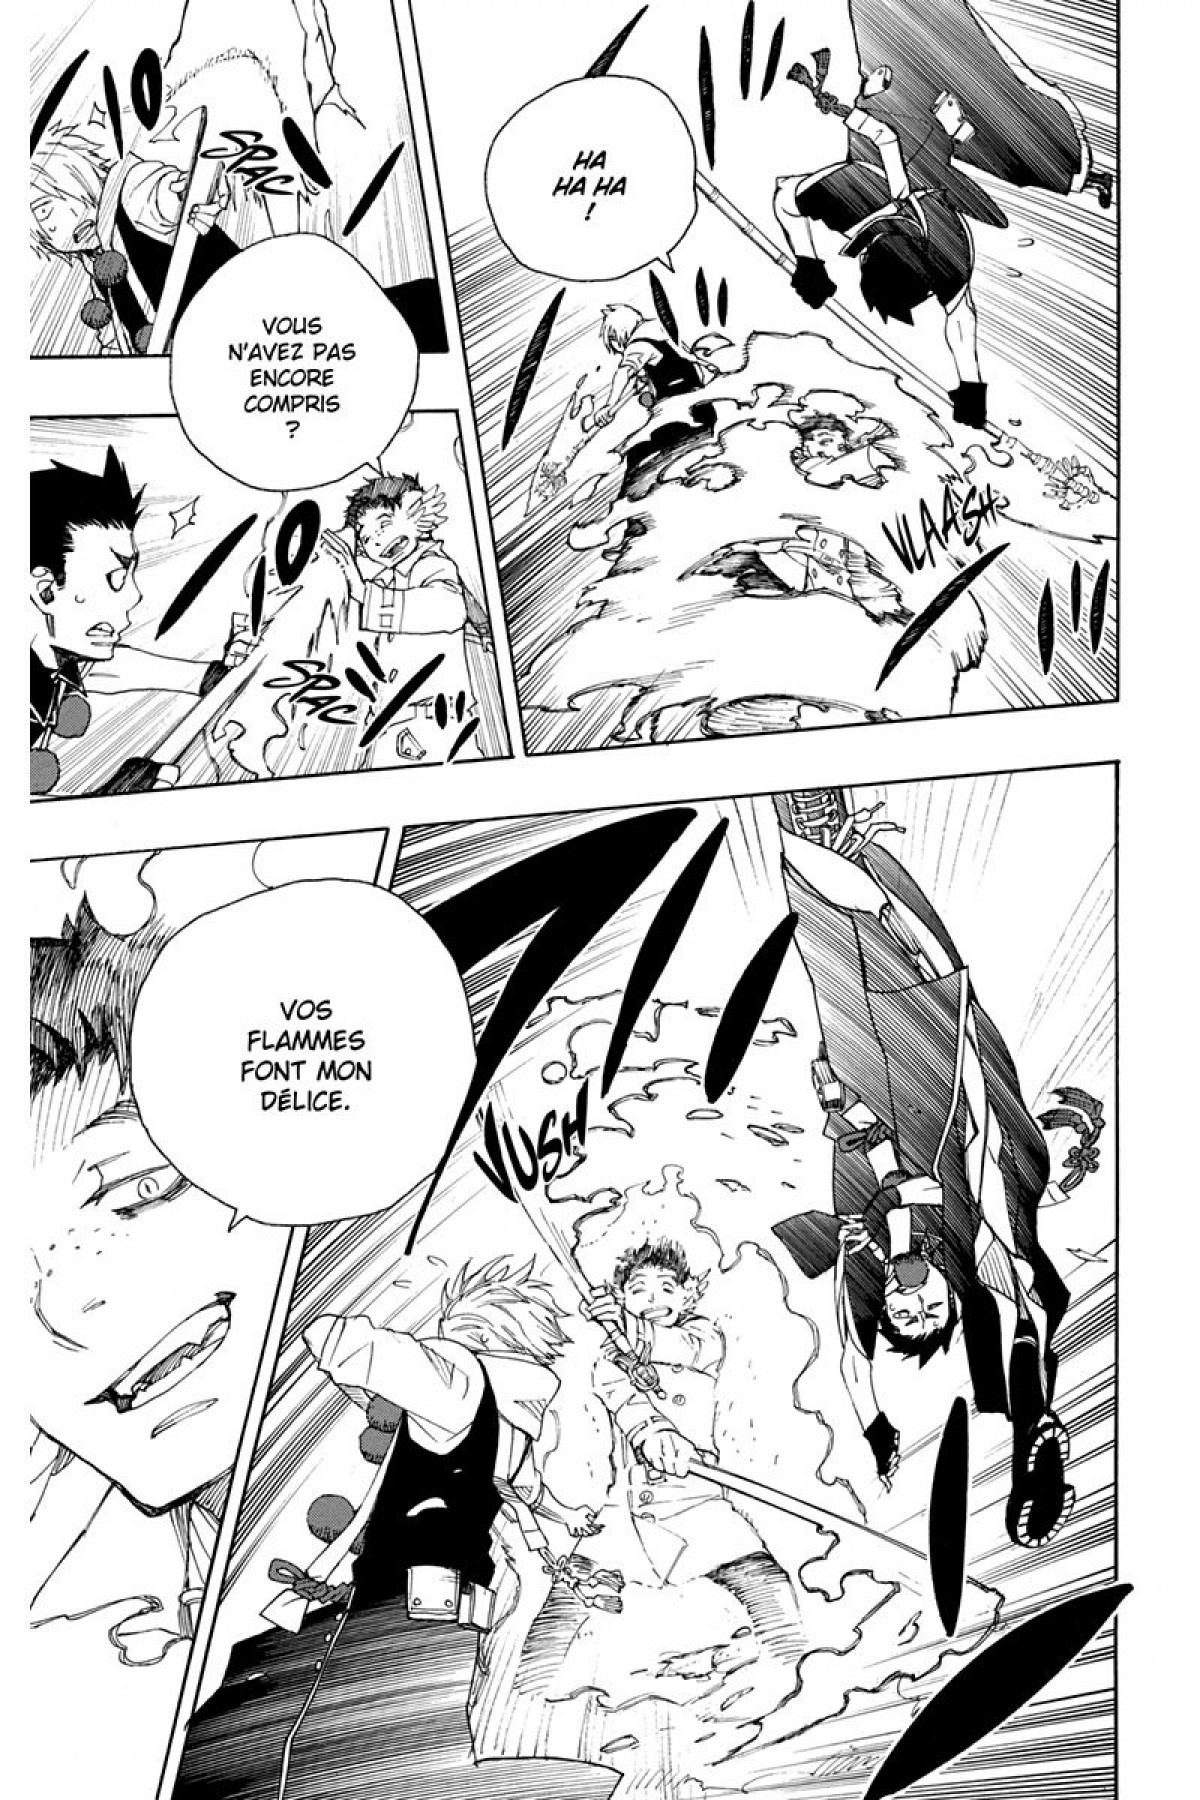 HA
HA HA
!
VLAASH
SPAC
VOUS
N'AVEZ PAS
ENCORE
COMPRIS
?
SPAC
VUSH
VOS
FLAMMES
FONT MON
DÉLICE.